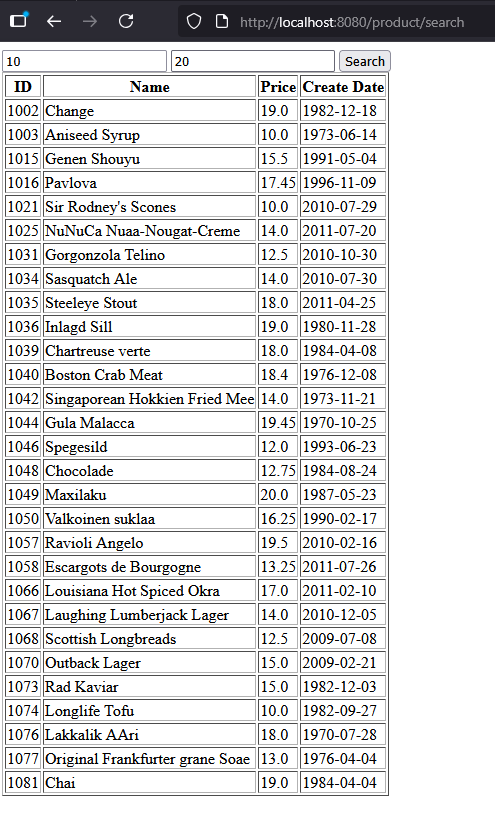 http://localhost:8080/product/search
10 20 Search
ID Name Price Create Date
1002 Change 19.0 1982-12-18
1003 Aniseed Syrup 10.0 1973-06-14
1015 Genen Shouyu 15.5 1991-05-04
1016 Pavlova 17.45 1996-11-09
1021 Sir Rodney's Scones 10.0 2010-07-29
1025 NuNuCa Nuaa-Nougat-Creme 14.0 2011-07-20
1031 Gorgonzola Telino 12.5 2010-10-30
1034 Sasquatch Ale 14.0 2010-07-30
1035 Steeleye Stout 18.0 2011-04-25
1036 Inlagd Sill 19.0 1980-11-28
1039 Chartreuse verte 18.0 1984-04-08
1040 Boston Crab Meat 18.4 1976-12-08
1042 Singaporean Hokkien Fried Mee 14.0 1973-11-21
1044 Gula Malacca 19.45 1970-10-25
1046 Spegesild 12.0 1993-06-23
1048 Chocolade 12.75 1984-08-24
1049 Maxilaku 20.0 1987-05-23
1050 Valkoinen suklaa 16.25 1990-02-17
1057 Ravioli Angelo 19.5 2010-02-16
1058 Escargots de Bourgogne 13.25 2011-07-26
1066 Louisiana Hot Spiced Okra 17.0 2011-02-10
1067 Laughing Lumberjack Lager 14.0 2010-12-05
1068 Scottish Longbreads 12.5 2009-07-08
1070 Outback Lager 15.0 2009-02-21
1073 Rad Kaviar 15.0 1982-12-03
1074 Longlife Tofu 10.0 1982-09-27
1076 Lakkalik AAri 18.0 1970-07-28
1077 Original Frankfurter grane Soae 13.0 1976-04-04
1081 Chai 19.0 1984-04-04